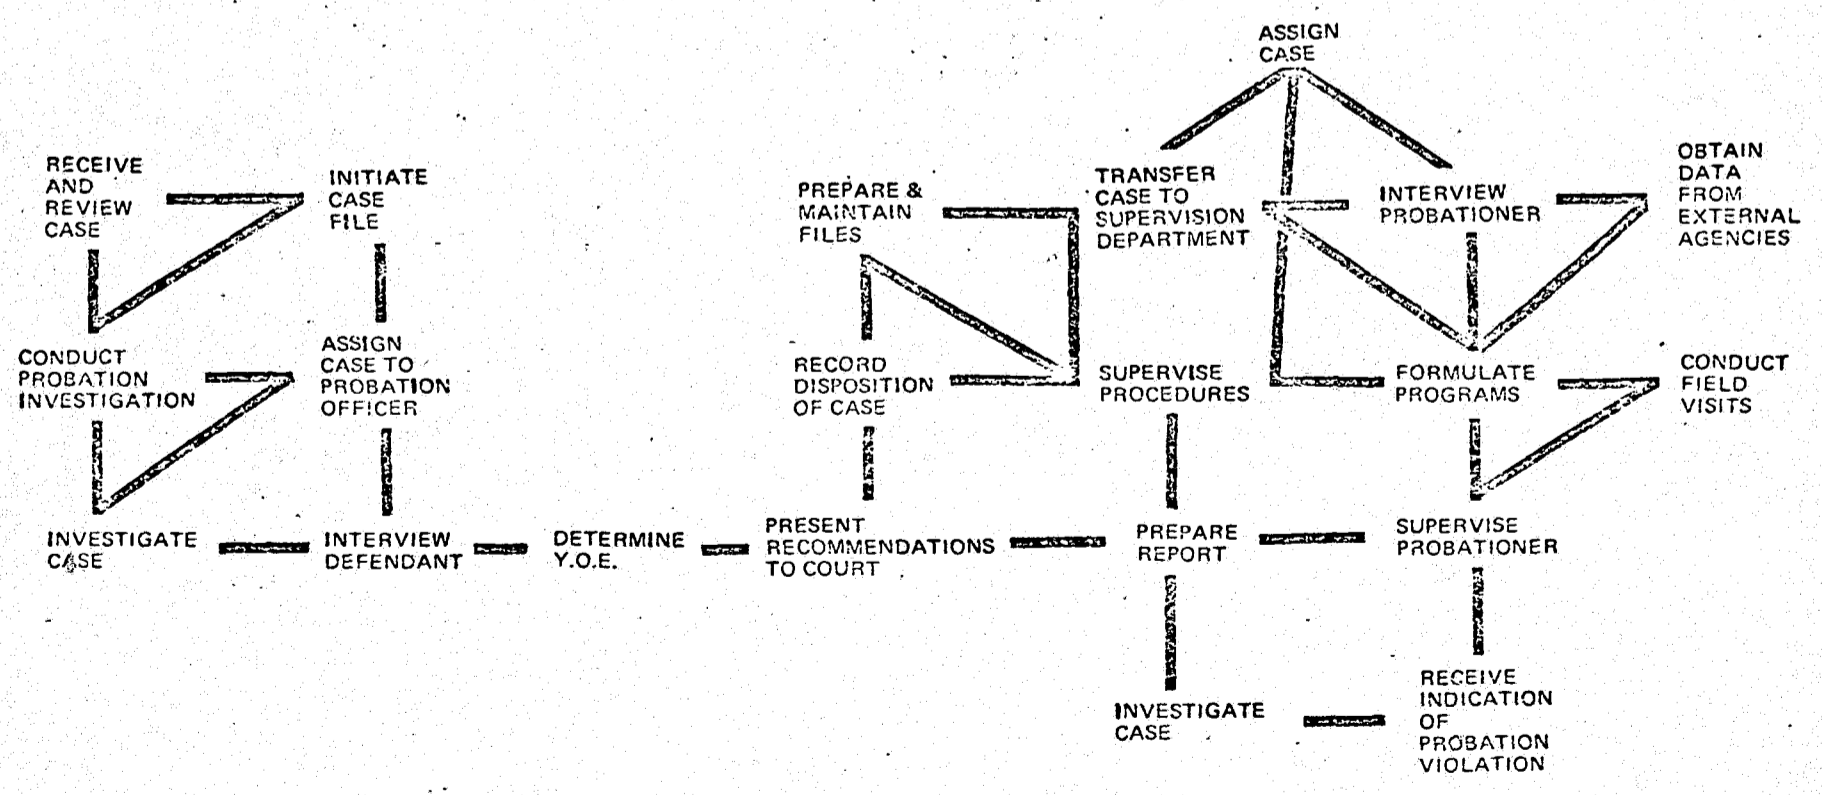 ASSIGN
CASE
RECEIVE
AND
REVIEW
CASE
INITIATE
CASE
FILE
PREPARE &
MAINTAIN
FILES
TRANSFER
CASE TO
SUPERVISION
DEPARTMENT
INTERVIEW
PROBATIONER
OBTAIN
DATA
FROM
EXTERNAL
AGENCIES
CONDUCT
PROBATION
INVESTIGATION
ASSIGN
CASE TO
PROBATION
OFFICER
RECORD
DISPOSITION
OF CASE
SUPERVISE
PROCEDURES
FORMULATE
PROGRAMS
CONDUCT
FIELD
VISITS
INVESTIGATE
CASE
INTERVIEW
DEFENDANT
DETERMINE
Y.O.E.
PRESENT
RECOMMENDATIONS
TO COURT
PREPARE
REPORT
SUPERVISE
PROBATIONER
INVESTIGATE
CASE
RECEIVE
INDICATION
OF
PROBATION
VIOLATION